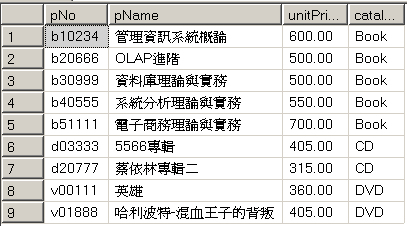 pNo pName unitPri... catal...
1 b10234 管理資訊系統概論 600.00 Book
2 b20666 OLAP進階 500.00 Book
3 b30999 資料庫理論與實務 500.00 Book
4 b40555 系統分析理論與實務 550.00 Book
5 b51111 電子商務理論與實務 700.00 Book
6 d03333 5566專輯 405.00 CD
7 d20777 蔡依林專輯二 315.00 CD
8 v00111 英雄 360.00 DVD
9 v01888 哈利波特-混血王子的背叛 405.00 DVD